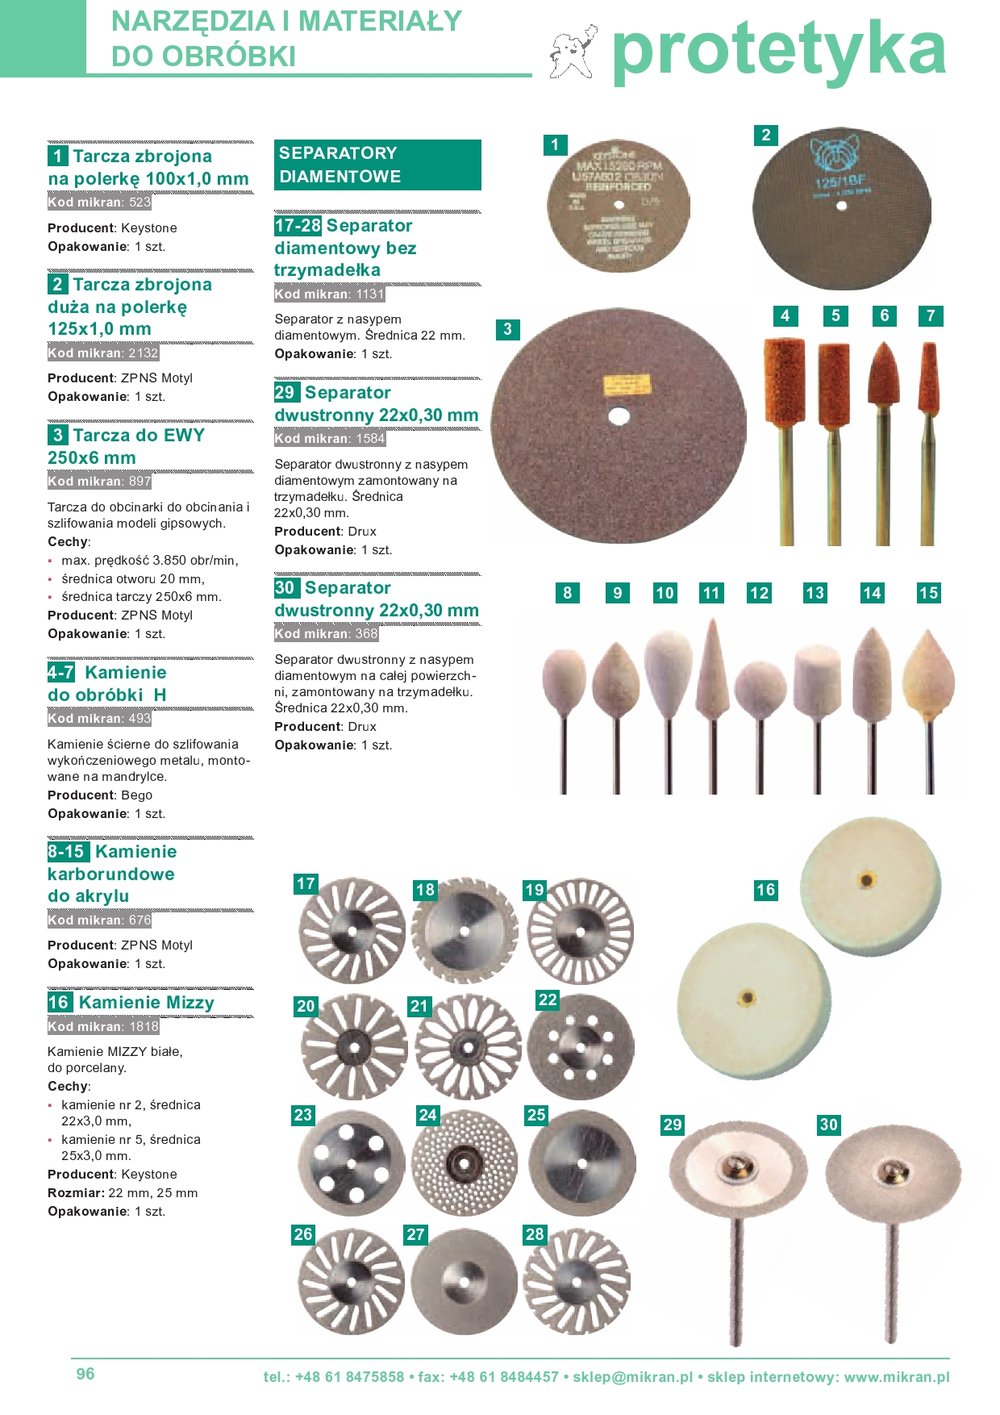 NARZĘDZIA I MATERIAŁY
DO OBRÓBKI
protetyka
1 Tarcza zbrojona
na polerkę 100x1,0 mm
Kod mikran: 523
Producent: Keystone
Opakowanie: 1 szt.
2 Tarcza zbrojona
duża na polerkę
125x1,0 mm
Kod mikran: 2132
Producent: ZPNS Motyl
Opakowanie: 1 szt.
3 Tarcza do EWY
250x6 mm
Kod mikran: 897
Tarcza do obcinarki do obcinania i
szlifowania modeli gipsowych.
Cechy:
▪ max. prędkość 3.850 obr/min,
▪ średnica otworu 20 mm,
▪ średnica tarczy 250x6 mm.
Producent: ZPNS Motyl
Opakowanie: 1 szt.
4-7 Kamienie
do obróbki H
Kod mikran: 493
Kamienie ścierne do szlifowania
wykończeniowego metalu, monto-
wane na mandrylce.
Producent: Bego
Opakowanie: 1 szt.
8-15 Kamienie
karborundowe
do akrylu
Kod mikran: 676
Producent: ZPNS Motyl
Opakowanie: 1 szt.
16 Kamienie Mizzy
Kod mikran: 1818
Kamienie MIZZY białe,
do porcelany.
Cechy:
▪ kamienie nr 2, średnica
22x3,0 mm,
▪ kamienie nr 5, średnica
25x3,0 mm.
Producent: Keystone
Rozmiar: 22 mm, 25 mm
Opakowanie: 1 szt.
SEPARATORY
DIAMENTOWE
17-28 Separator
diamentowy bez
trzymadełka
Kod mikran: 1131
Separator z nasypem
diamentowym. Średnica 22 mm.
Opakowanie: 1 szt.
29 Separator
dwustronny 22x0,30 mm
Kod mikran: 1584
Separator dwustronny z nasypem
diamentowym zamontowany na
trzymadełku. Średnica
22x0,30 mm.
Producent: Drux
Opakowanie: 1 szt.
30 Separator
dwustronny 22x0,30 mm
Kod mikran: 368
Separator dwustronny z nasypem
diamentowym na całej powierzch-
ni, zamontowany na trzymadełku.
Średnica 22x0,30 mm.
Producent: Drux
Opakowanie: 1 szt.
1
KEYSTONE
REINFORCED
2
125/1BF
3
4 5 6 7
8 9 10 11 12 13 14 15
16
17 18 19
20 21 22
23 24 25
26 27 28
29 30
96
tel.: +48 61 8475858 • fax: +48 61 8484457 • sklep@mikran.pl • sklep internetowy: www.mikran.pl